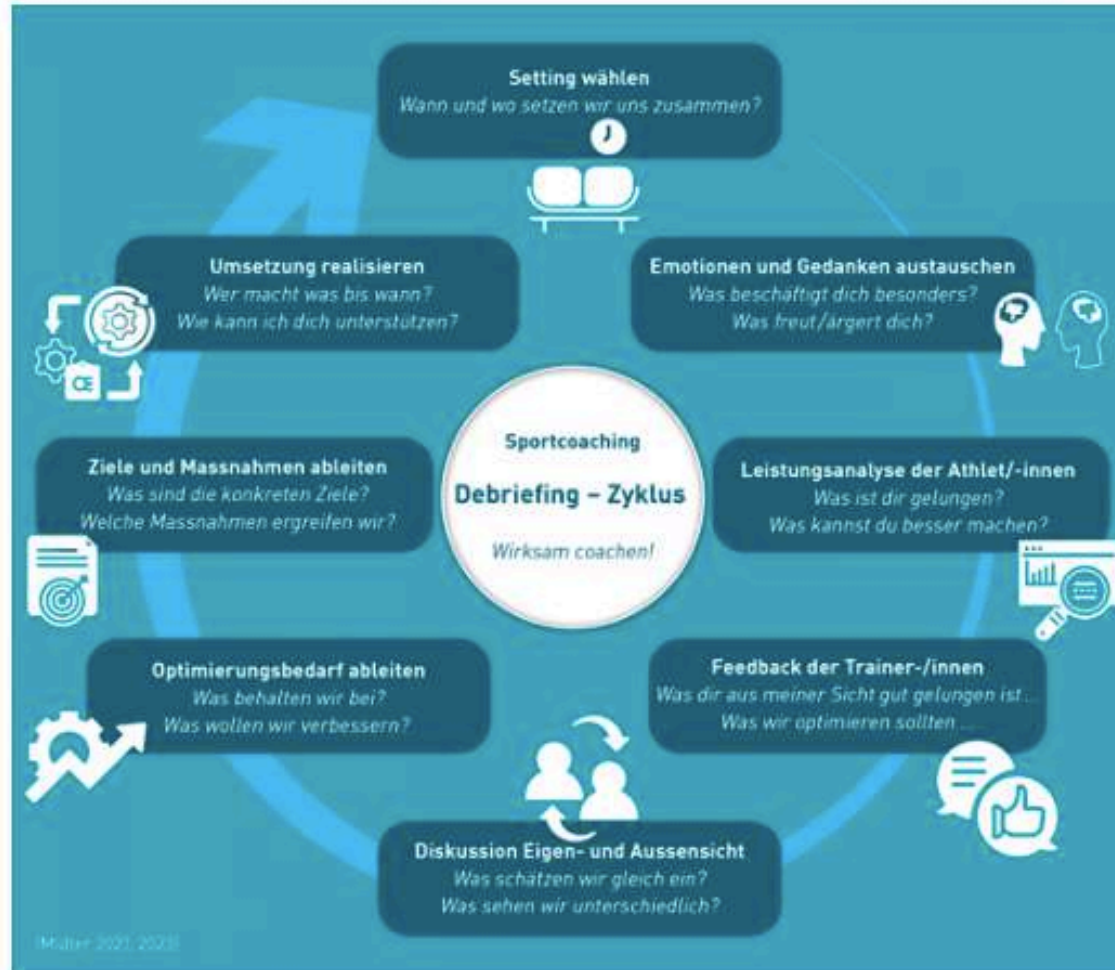 Setting wählen
Wann und wo setzen wir uns zusammen?
Emotionen und Gedanken austauschen
Was beschäftigt dich besonders?
Was freut/ärgert dich?
Leistungsanalyse der Athlet/-innen
Was ist dir gelungen?
Was kannst du besser machen?
Feedback der Trainer-/innen
Was dir aus meiner Sicht gut gelungen ist...
Was wir optimieren sollten ...
Diskussion Eigen- und Aussensicht
Was schätzen wir gleich ein?
Was sehen wir unterschiedlich?
Optimierungsbedarf ableiten
Was behalten wir bei?
Was wollen wir verbessern?
Ziele und Massnahmen ableiten
Was sind die konkreten Ziele?
Welche Massnahmen ergreifen wir?
Umsetzung realisieren
Wer macht was bis wann?
Wie kann ich dich unterstützen?
Sportcoaching
Debriefing – Zyklus
Wirksam coachen!
(Müller 2021, 2023)